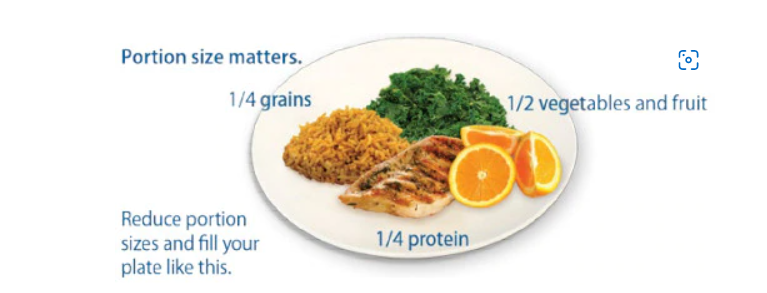 Portion size matters.
1/4 grains
1/2 vegetables and fruit
Reduce portion
sizes and fill your
plate like this.
1/4 protein